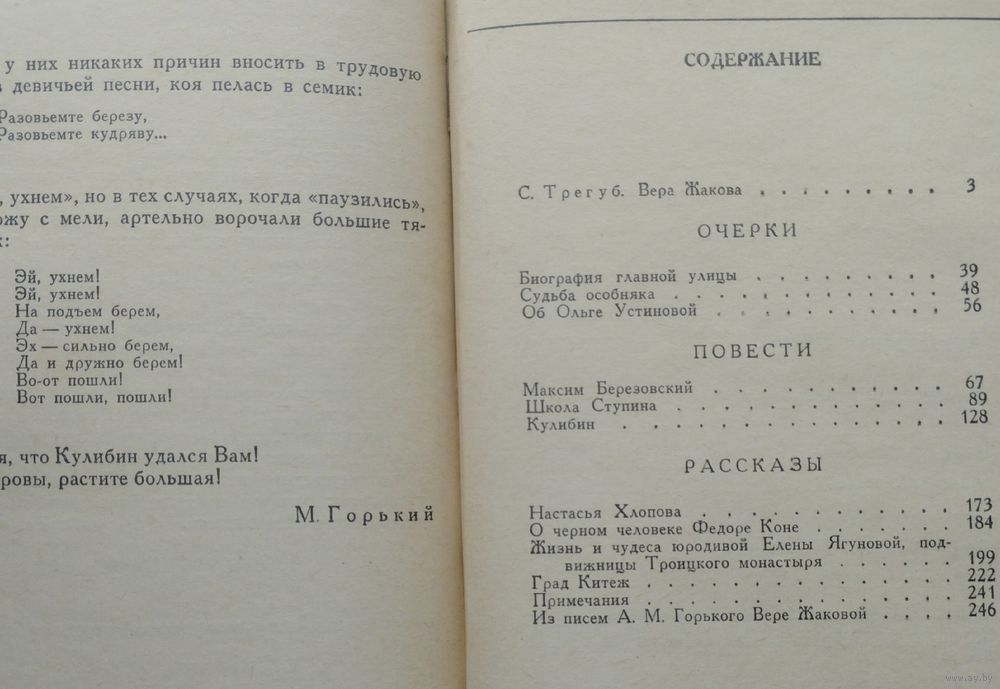 у них никаких причин вносить в трудовую
девичьей песни, коя пелась в семик:
Разовьемте березу,
Разовьемте кудряву...
ухнем», но в тех случаях, когда «паузились»,
с мели, артельно ворочали большие тя-
Эй, ухнем!
Эй, ухнем!
На подъем берем,
Да — ухнем!
Эх — сильно берем,
Да и дружно берем!
Во-от пошли!
Вот пошли, пошли!
что Кулибин удался Вам!
растите большая!
М. Горький
СОДЕРЖАНИЕ
С. Трегуб. Вера Жакова . . . . . . . . . 3
ОЧЕРКИ
Биография главной улицы . . . . . . . . . 39
Судьба особняка . . . . . . . . . . . . . 48
Об Ольге Устиновой . . . . . . . . . . . 56
ПОВЕСТИ
Максим Березовский . . . . . . . . . . . 67
Школа Ступина . . . . . . . . . . . . . 89
Кулибин . . . . . . . . . . . . . . . 128
РАССКАЗЫ
Настасья Хлопова . . . . . . . . . . . . 173
О черном человеке Федоре Коне . . . . . . . 184
Жизнь и чудеса юродивой Елены Ягуновой, под-
вижницы Троицкого монастыря . . . . . . 199
Град Китеж . . . . . . . . . . . . . . 222
Примечания . . . . . . . . . . . . . . 241
Из писем А. М. Горького Вере Жаковой . . . . 246
www.ay.by